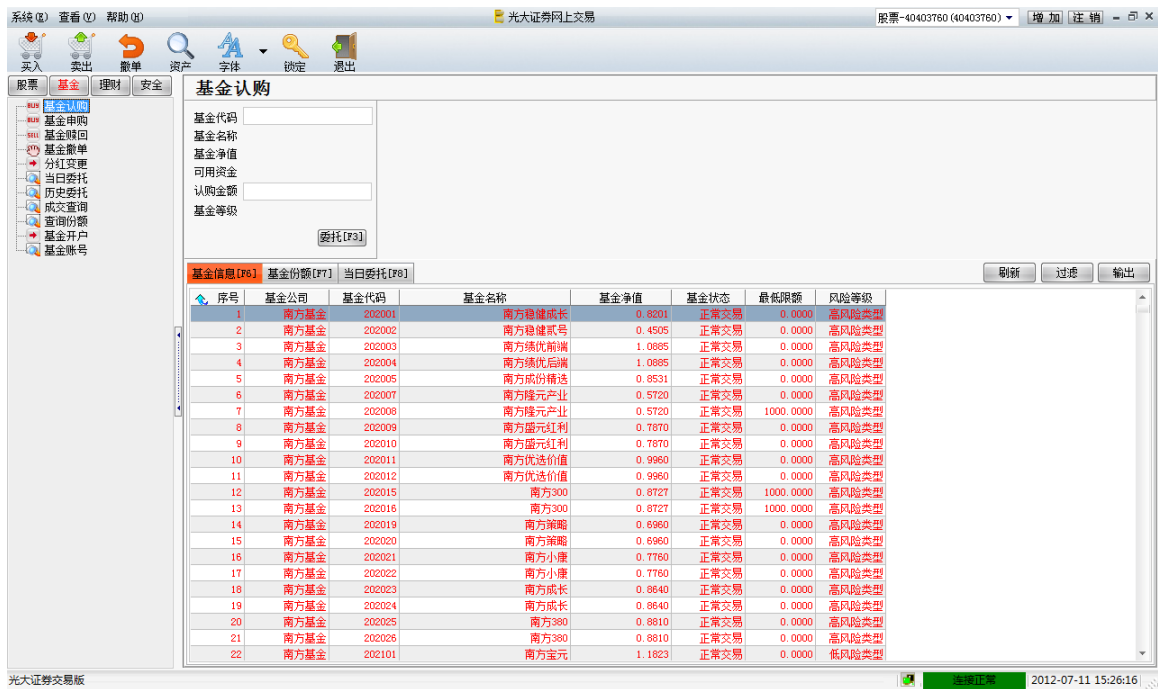 系统(R) 查看(V) 帮助(H) 光大证券网上交易 股票-40403760(40403760) 增 加 注 销
买入 卖出 撤单 资产 字体 锁定 退出
股票 基金 理财 安全
基金认购
基金申购
基金赎回
基金撤单
分红变更
当日委托
历史委托
成交查询
查询份额
基金开户
基金账号
基金认购
基金代码
基金名称
基金净值
可用资金
认购金额
基金等级
委托[F3]
基金信息[F6] 基金份额[F7] 当日委托[F8] 刷新 过滤 输出
序号 基金公司 基金代码 基金名称 基金净值 基金状态 最低限额 风险等级
1 南方基金 202001 南方稳健成长 0.8201 正常交易 0.0000 高风险类型
2 南方基金 202002 南方稳健贰号 0.4505 正常交易 0.0000 高风险类型
3 南方基金 202003 南方绩优前端 1.0885 正常交易 0.0000 高风险类型
4 南方基金 202004 南方绩优后端 1.0885 正常交易 0.0000 高风险类型
5 南方基金 202005 南方成份精选 0.8531 正常交易 0.0000 高风险类型
6 南方基金 202007 南方隆元产业 0.5720 正常交易 0.0000 高风险类型
7 南方基金 202008 南方隆元产业 0.5720 正常交易 1000.0000 高风险类型
8 南方基金 202009 南方盛元红利 0.7870 正常交易 0.0000 高风险类型
9 南方基金 202010 南方盛元红利 0.7870 正常交易 0.0000 高风险类型
10 南方基金 202011 南方优选价值 0.9960 正常交易 0.0000 高风险类型
11 南方基金 202012 南方优选价值 0.9960 正常交易 0.0000 高风险类型
12 南方基金 202015 南方300 0.8727 正常交易 1000.0000 高风险类型
13 南方基金 202016 南方300 0.8727 正常交易 1000.0000 高风险类型
14 南方基金 202019 南方策略 0.6960 正常交易 0.0000 高风险类型
15 南方基金 202020 南方策略 0.6960 正常交易 0.0000 高风险类型
16 南方基金 202021 南方小康 0.7760 正常交易 0.0000 高风险类型
17 南方基金 202022 南方小康 0.7760 正常交易 0.0000 高风险类型
18 南方基金 202023 南方成长 0.8640 正常交易 0.0000 高风险类型
19 南方基金 202024 南方成长 0.8640 正常交易 0.0000 高风险类型
20 南方基金 202025 南方380 0.8810 正常交易 0.0000 高风险类型
21 南方基金 202026 南方380 0.8810 正常交易 0.0000 高风险类型
22 南方基金 202101 南方宝元 1.1823 正常交易 0.0000 低风险类型
光大证券交易版 连接正常 2012-07-11 15:26:16